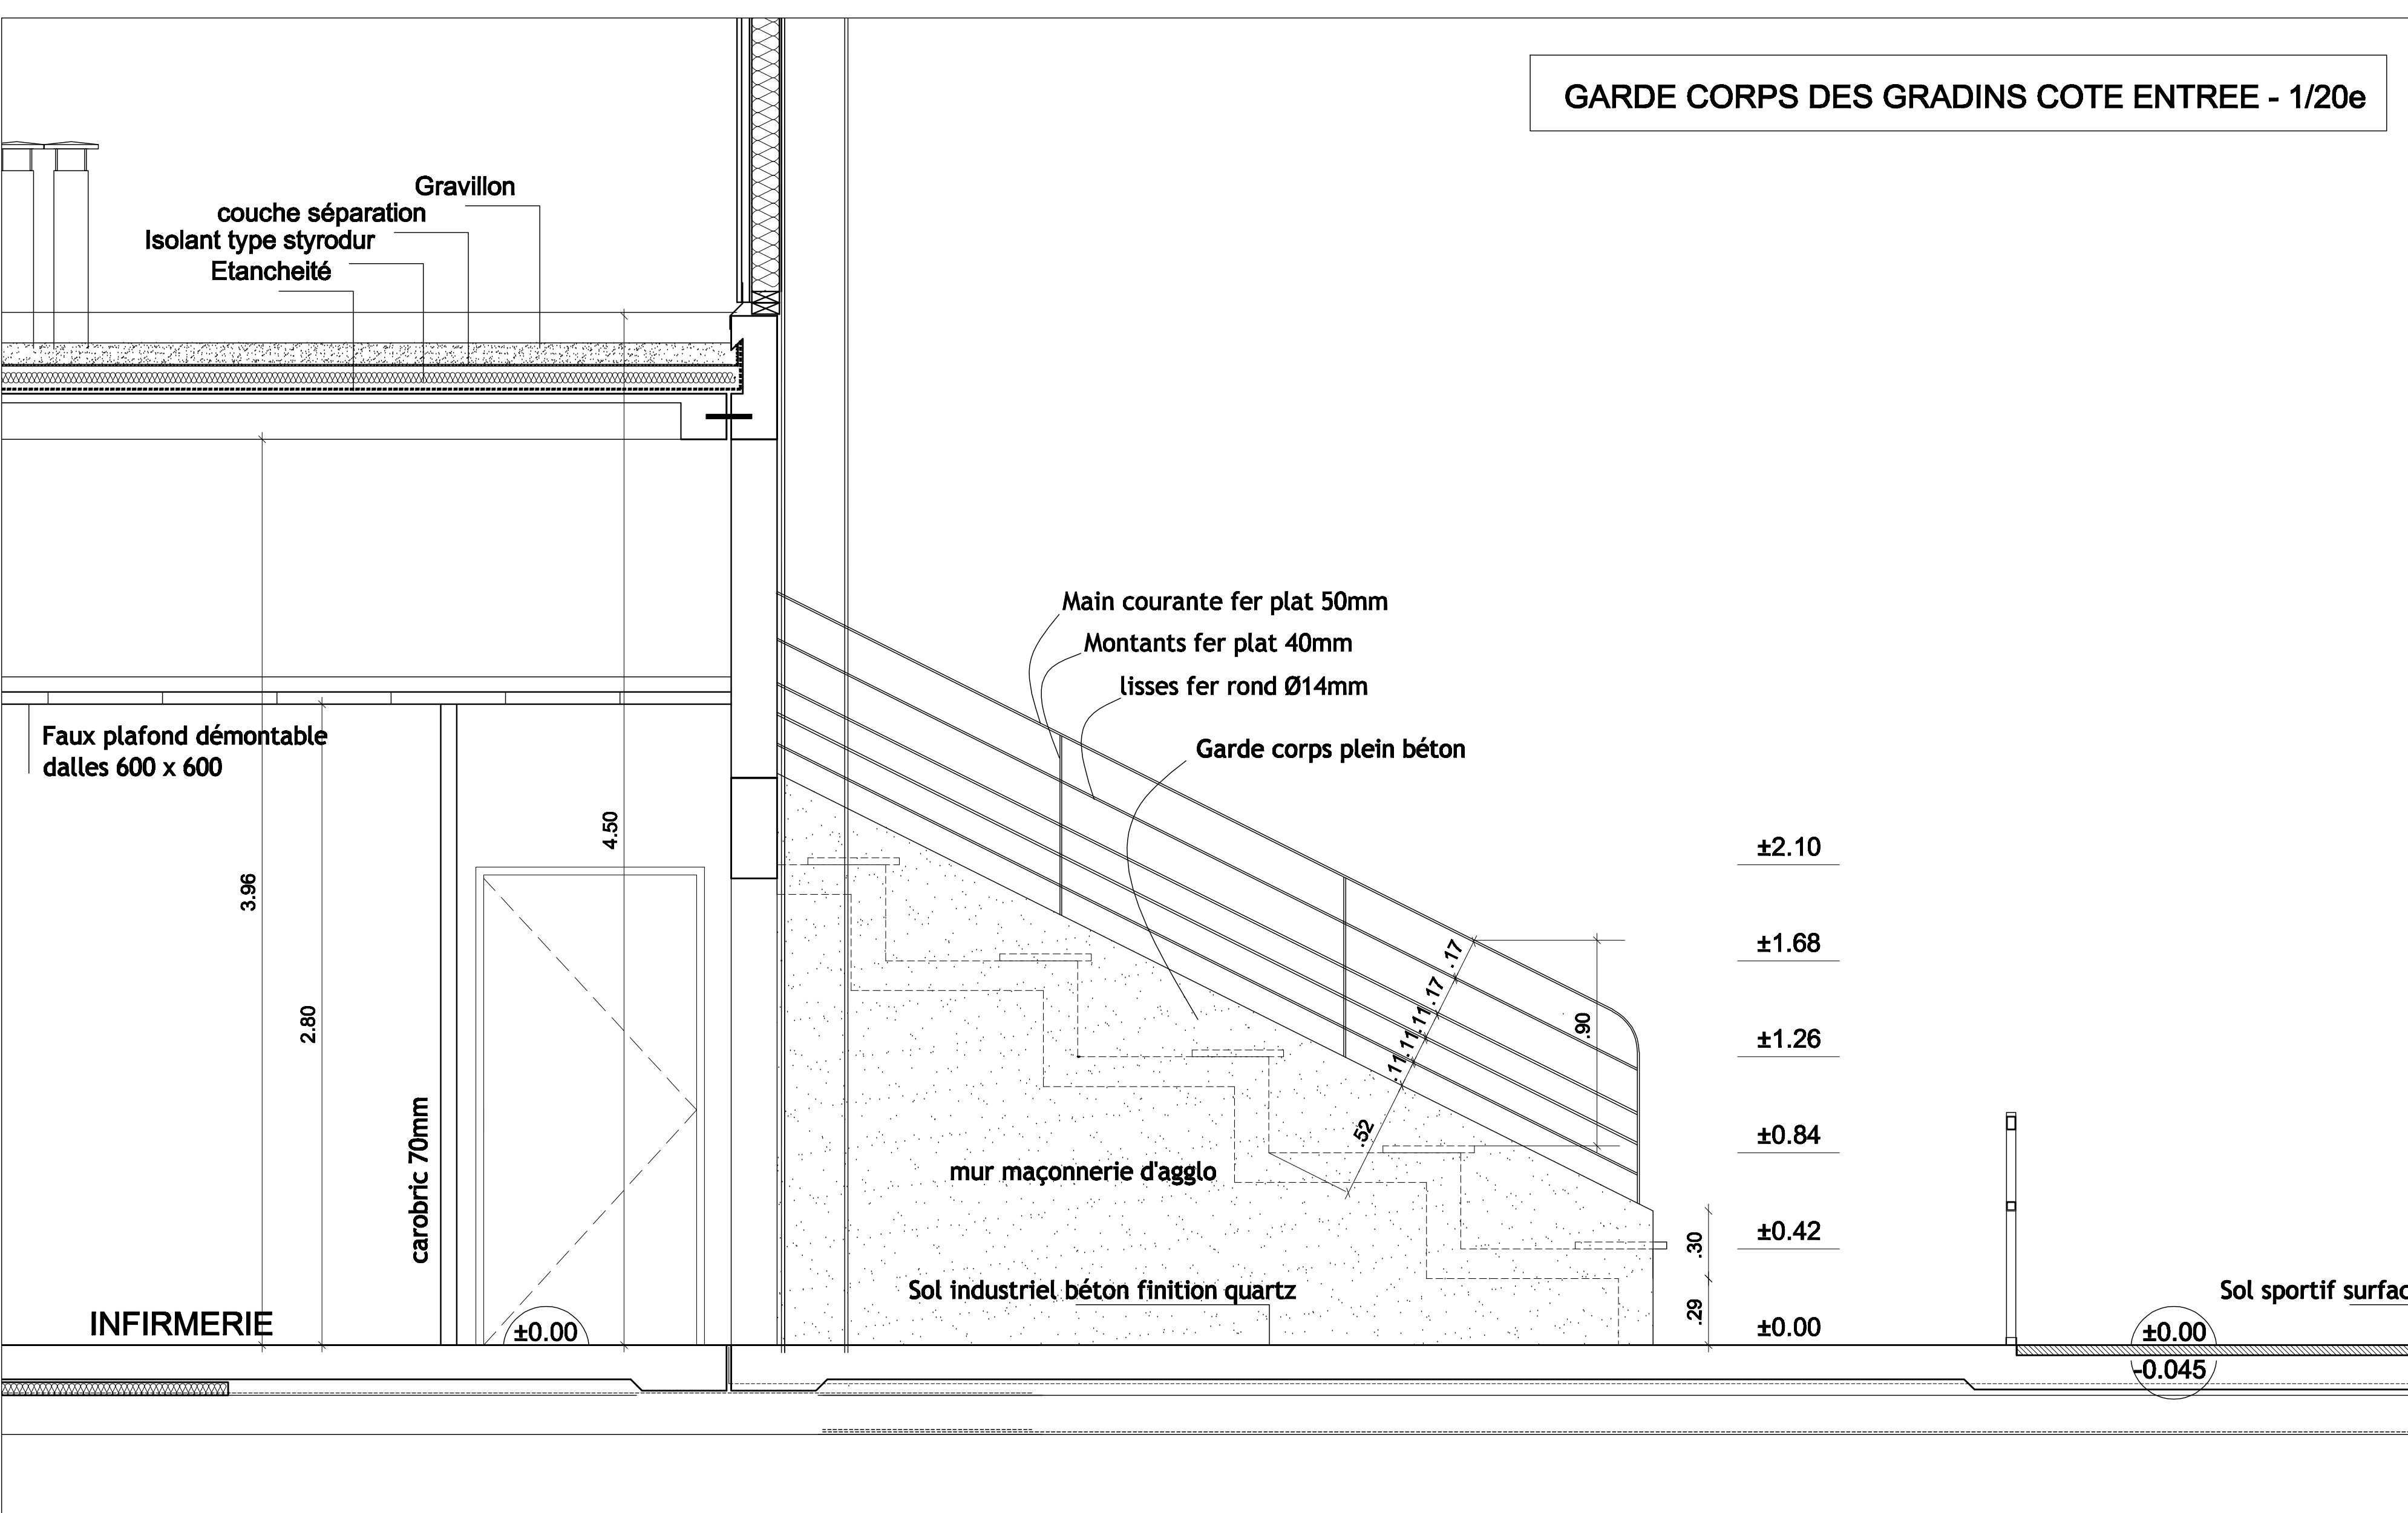 GARDE CORPS DES GRADINS COTE ENTREE - 1/20e
Gravillon
couche séparation
Isolant type styrodur
Etancheité
Main courante fer plat 50mm
Montants fer plat 40mm
lisses fer rond Ø14mm
Garde corps plein béton
Faux plafond démontable
dalles 600 x 600
4.50
3.96
2.80
carobric 70mm
±2.10
±1.68
±1.26
±0.84
±0.42
±0.00
.17
.17
.11
.11
.11
.52
.90
.30
.29
mur maçonnerie d'agglo
Sol industriel béton finition quartz
INFIRMERIE
±0.00
Sol sportif surfac
±0.00
-0.045